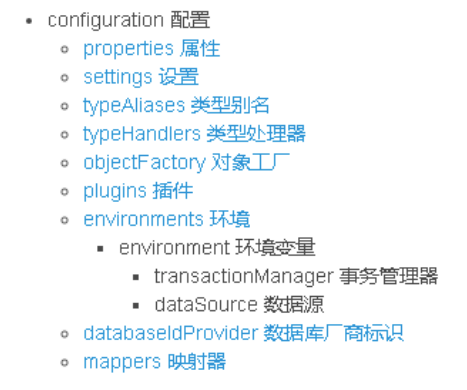 configuration 配置
properties 属性
settings 设置
typeAliases 类型别名
typeHandlers 类型处理器
objectFactory 对象工厂
plugins 插件
environments 环境
environment 环境变量
transactionManager 事务管理器
dataSource 数据源
databaseIdProvider 数据库厂商标识
mappers 映射器